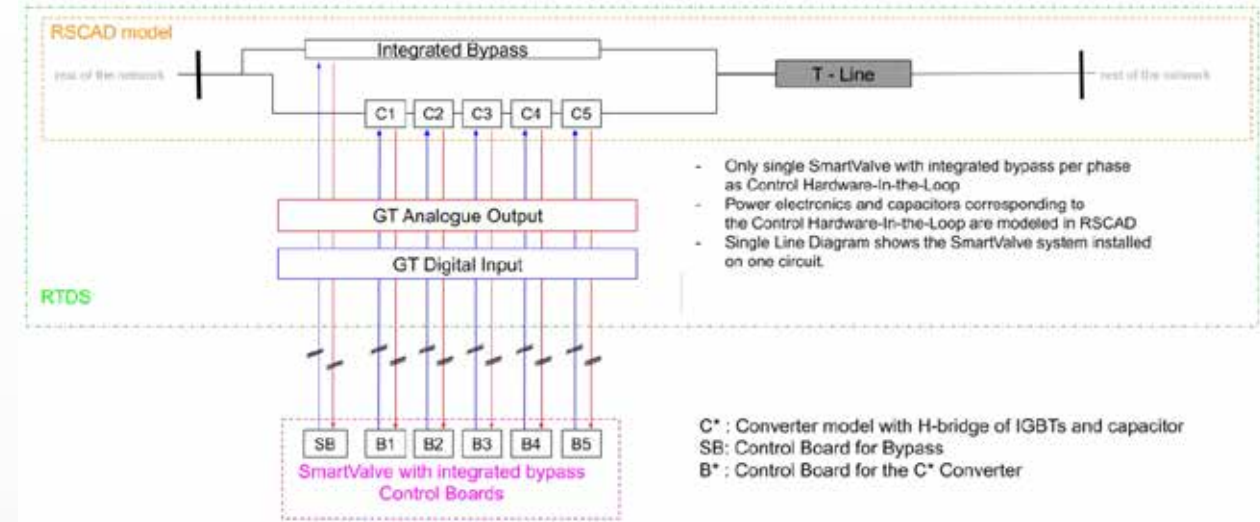 RSCAD model
Integrated Bypass
rest of the network
T - Line
rest of the network
C1 C2 C3 C4 C5
- Only single SmartValve with integrated bypass per phase
as Control Hardware-In-the-Loop
- Power electronics and capacitors corresponding to
the Control Hardware-In-the-Loop are modeled in RSCAD
- Single Line Diagram shows the SmartValve system installed
on one circuit.
GT Analogue Output
GT Digital Input
RTDS
SB B1 B2 B3 B4 B5
SmartValve with integrated bypass
Control Boards
C* : Converter model with H-bridge of IGBTs and capacitor
SB: Control Board for Bypass
B* : Control Board for the C* Converter